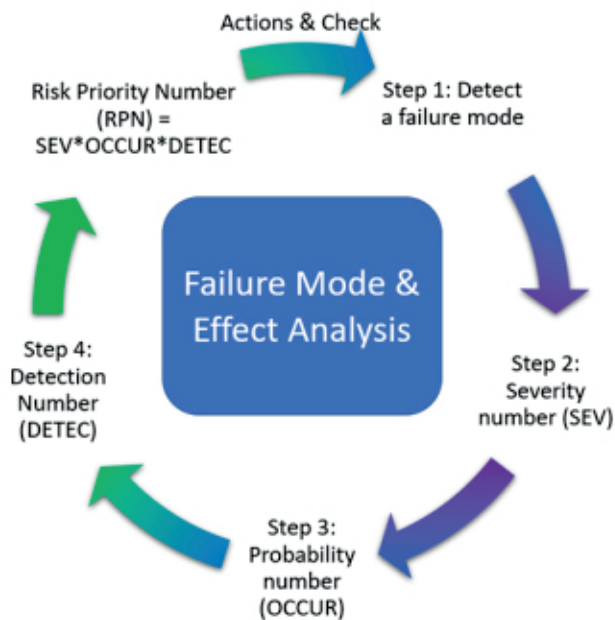 Actions & Check
Risk Priority Number
(RPN) =
SEV*OCCUR*DETEC
Step 1: Detect
a failure mode
Failure Mode &
Effect Analysis
Step 2:
Severity
number (SEV)
Step 3:
Probability
number
(OCCUR)
Step 4:
Detection
Number
(DETEC)